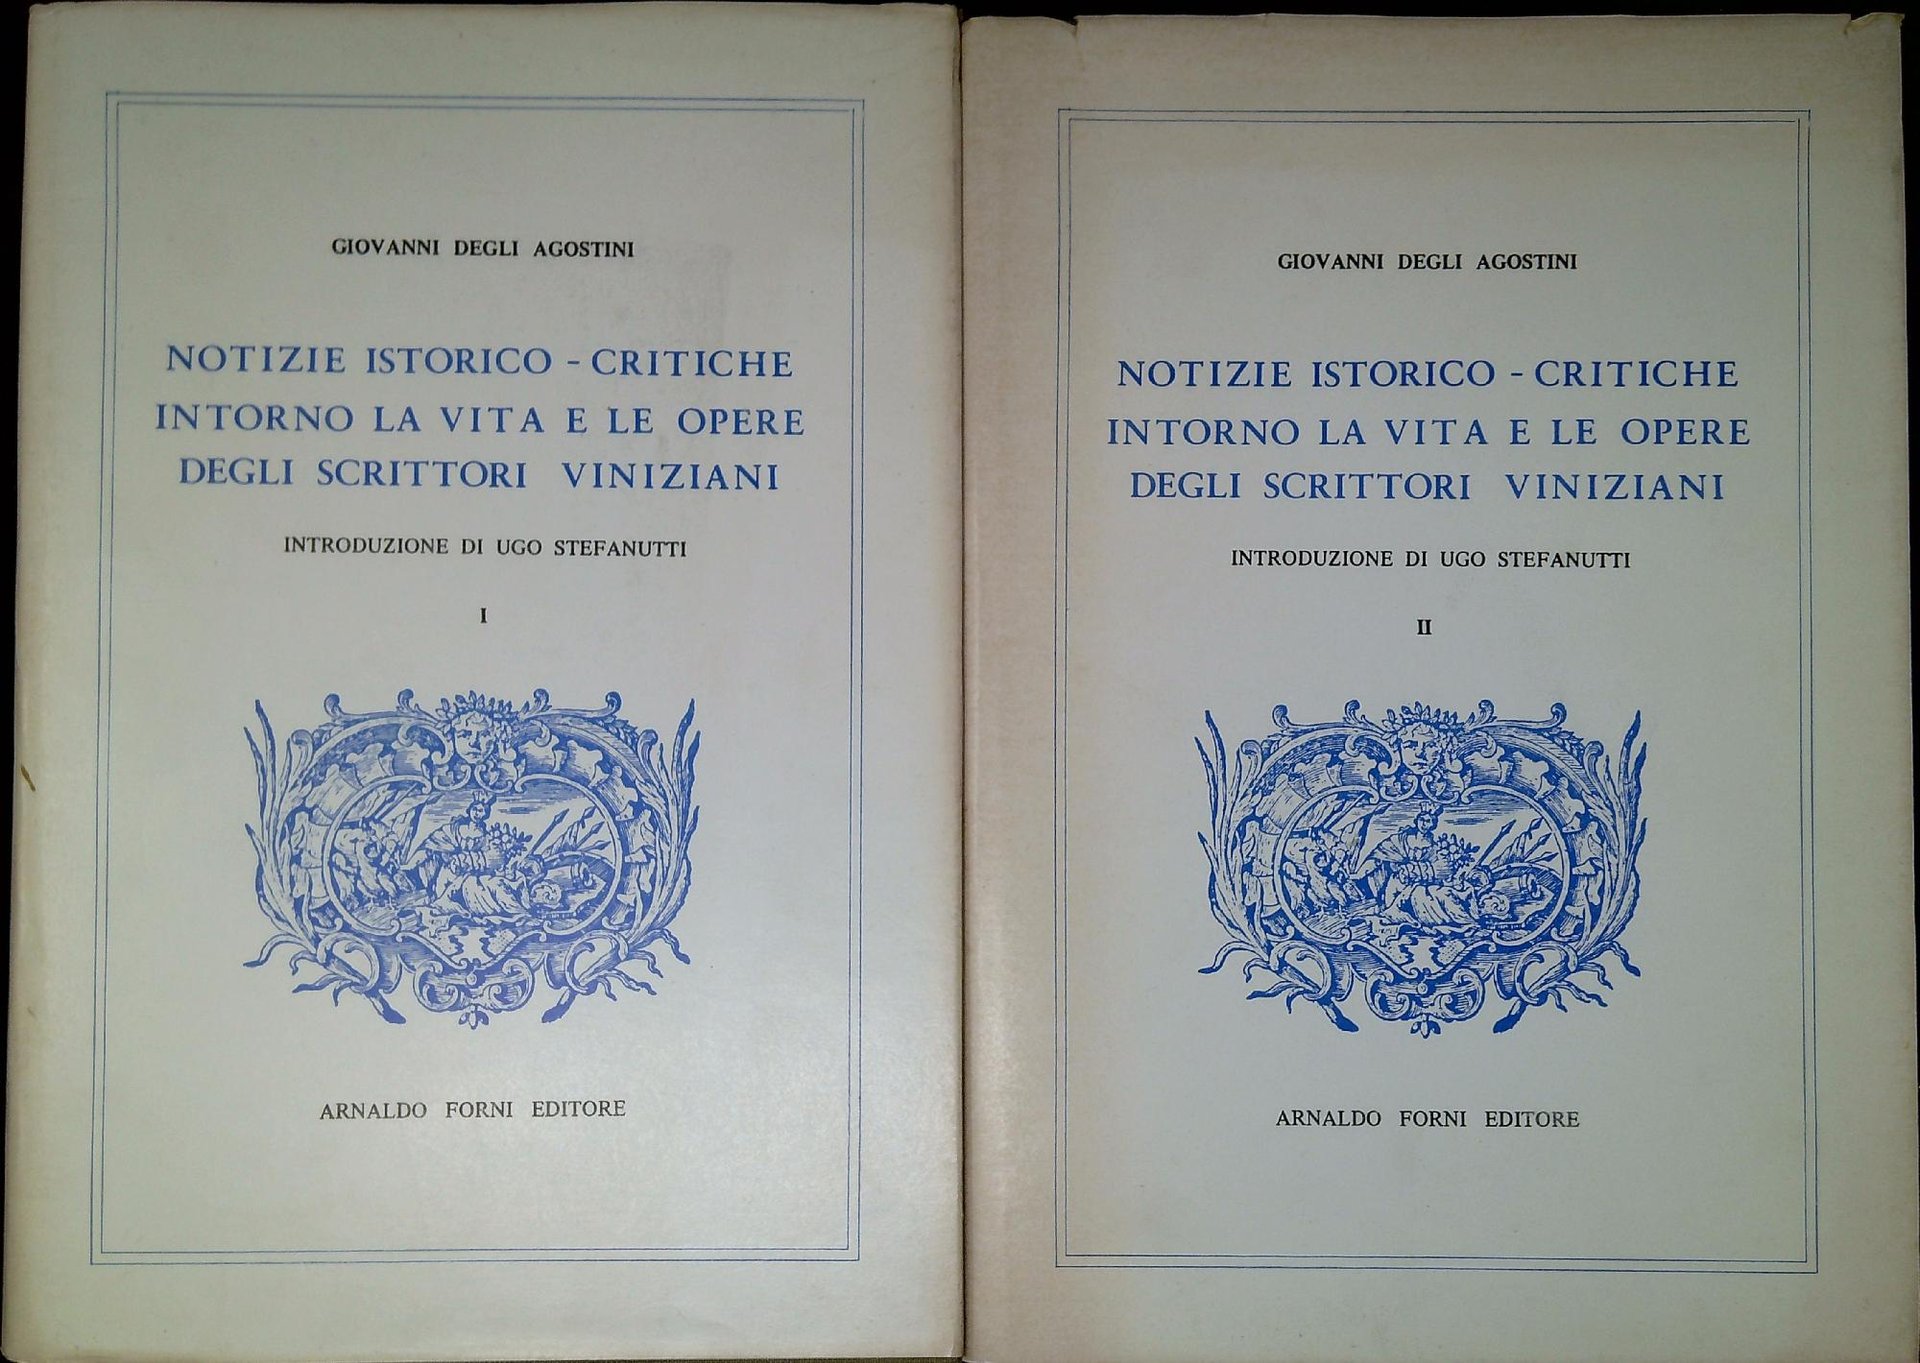 GIOVANNI DEGLI AGOSTINI
NOTIZIE ISTORICO - CRITICHE
INTORNO LA VITA E LE OPERE
DEGLI SCRITTORI VINIZIANI
INTRODUZIONE DI UGO STEFANUTTI
I
ARNALDO FORNI EDITORE
GIOVANNI DEGLI AGOSTINI
NOTIZIE ISTORICO - CRITICHE
INTORNO LA VITA E LE OPERE
DEGLI SCRITTORI VINIZIANI
INTRODUZIONE DI UGO STEFANUTTI
II
ARNALDO FORNI EDITORE